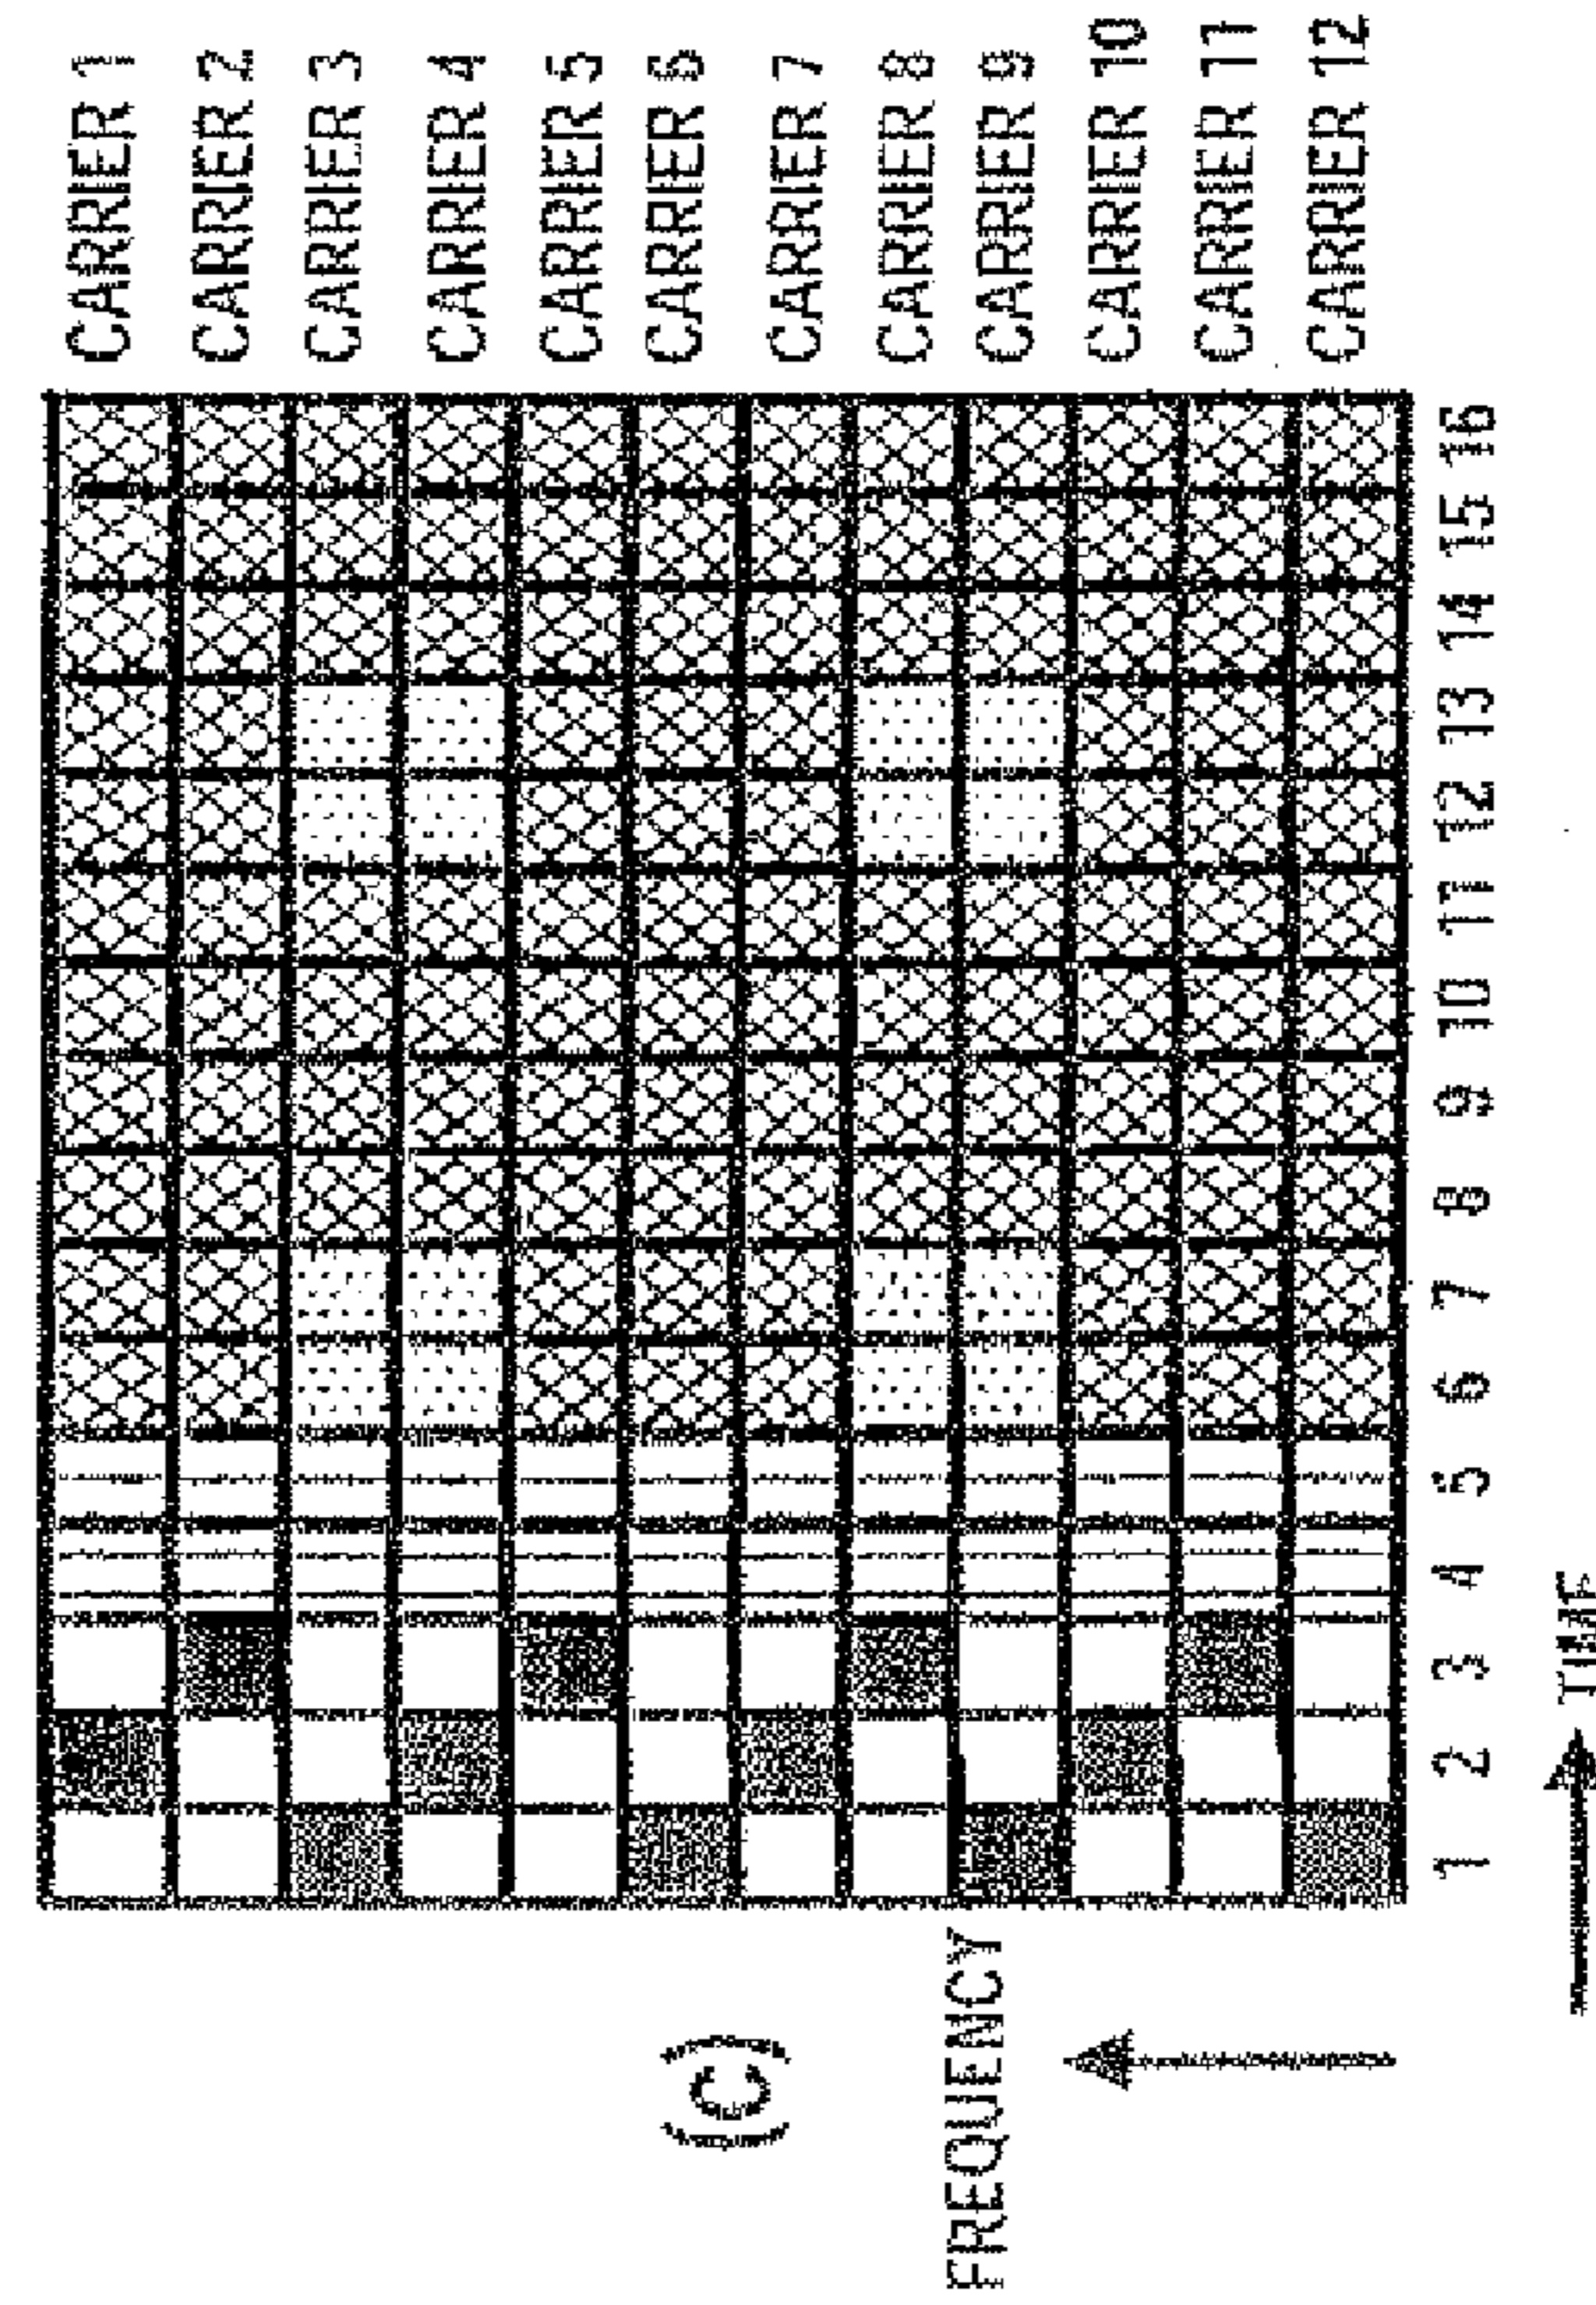 (C)
FREQUENCY
CARRIER 1
CARRIER 2
CARRIER 3
CARRIER 4
CARRIER 5
CARRIER 6
CARRIER 7
CARRIER 8
CARRIER 9
CARRIER 10
CARRIER 11
CARRIER 12
1 2 3 4 5 6 7 8 9 10 11 12 13 14 15 16
TIME